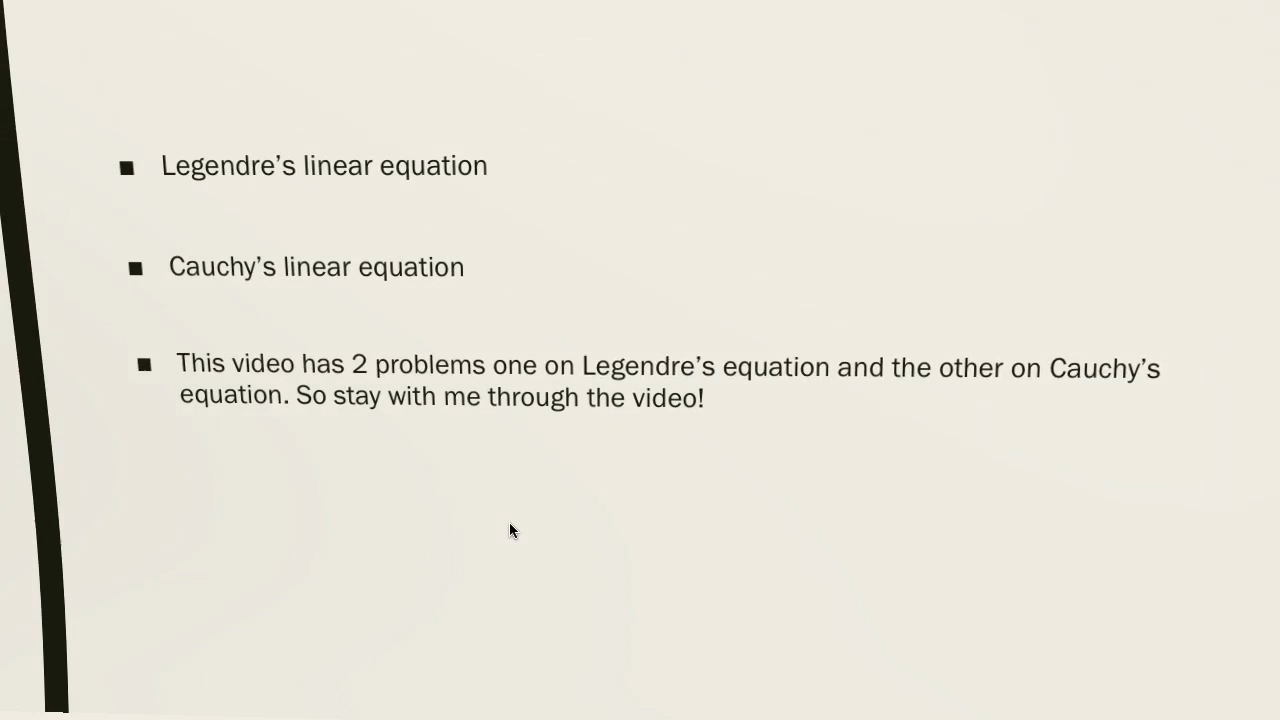 Legendre’s linear equation
Cauchy’s linear equation
This video has 2 problems one on Legendre’s equation and the other on Cauchy’s
equation. So stay with me through the video!